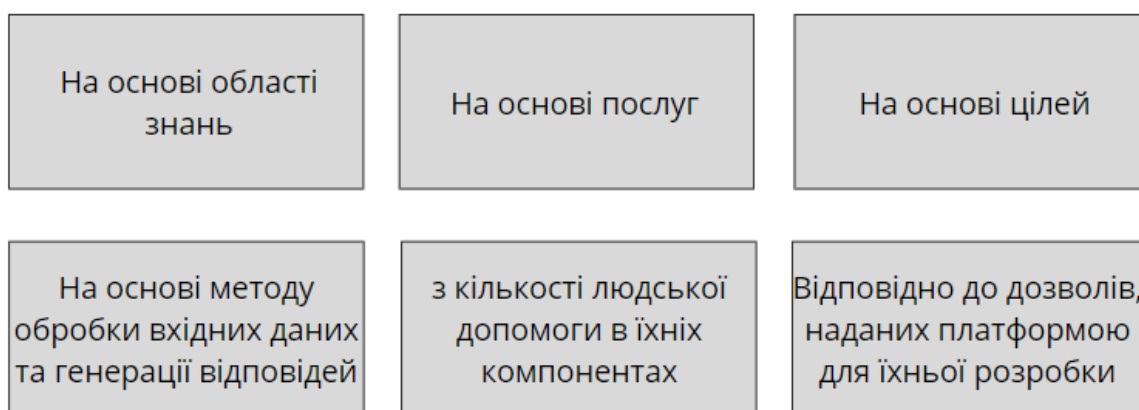 На основі області
знань
На основі послуг
На основі цілей
На основі методу
обробки вхідних даних
та генерації відповідей
з кількості людської
допомоги в їхніх
компонентах
Відповідно до дозволів,
наданих платформою
для їхньої розробки